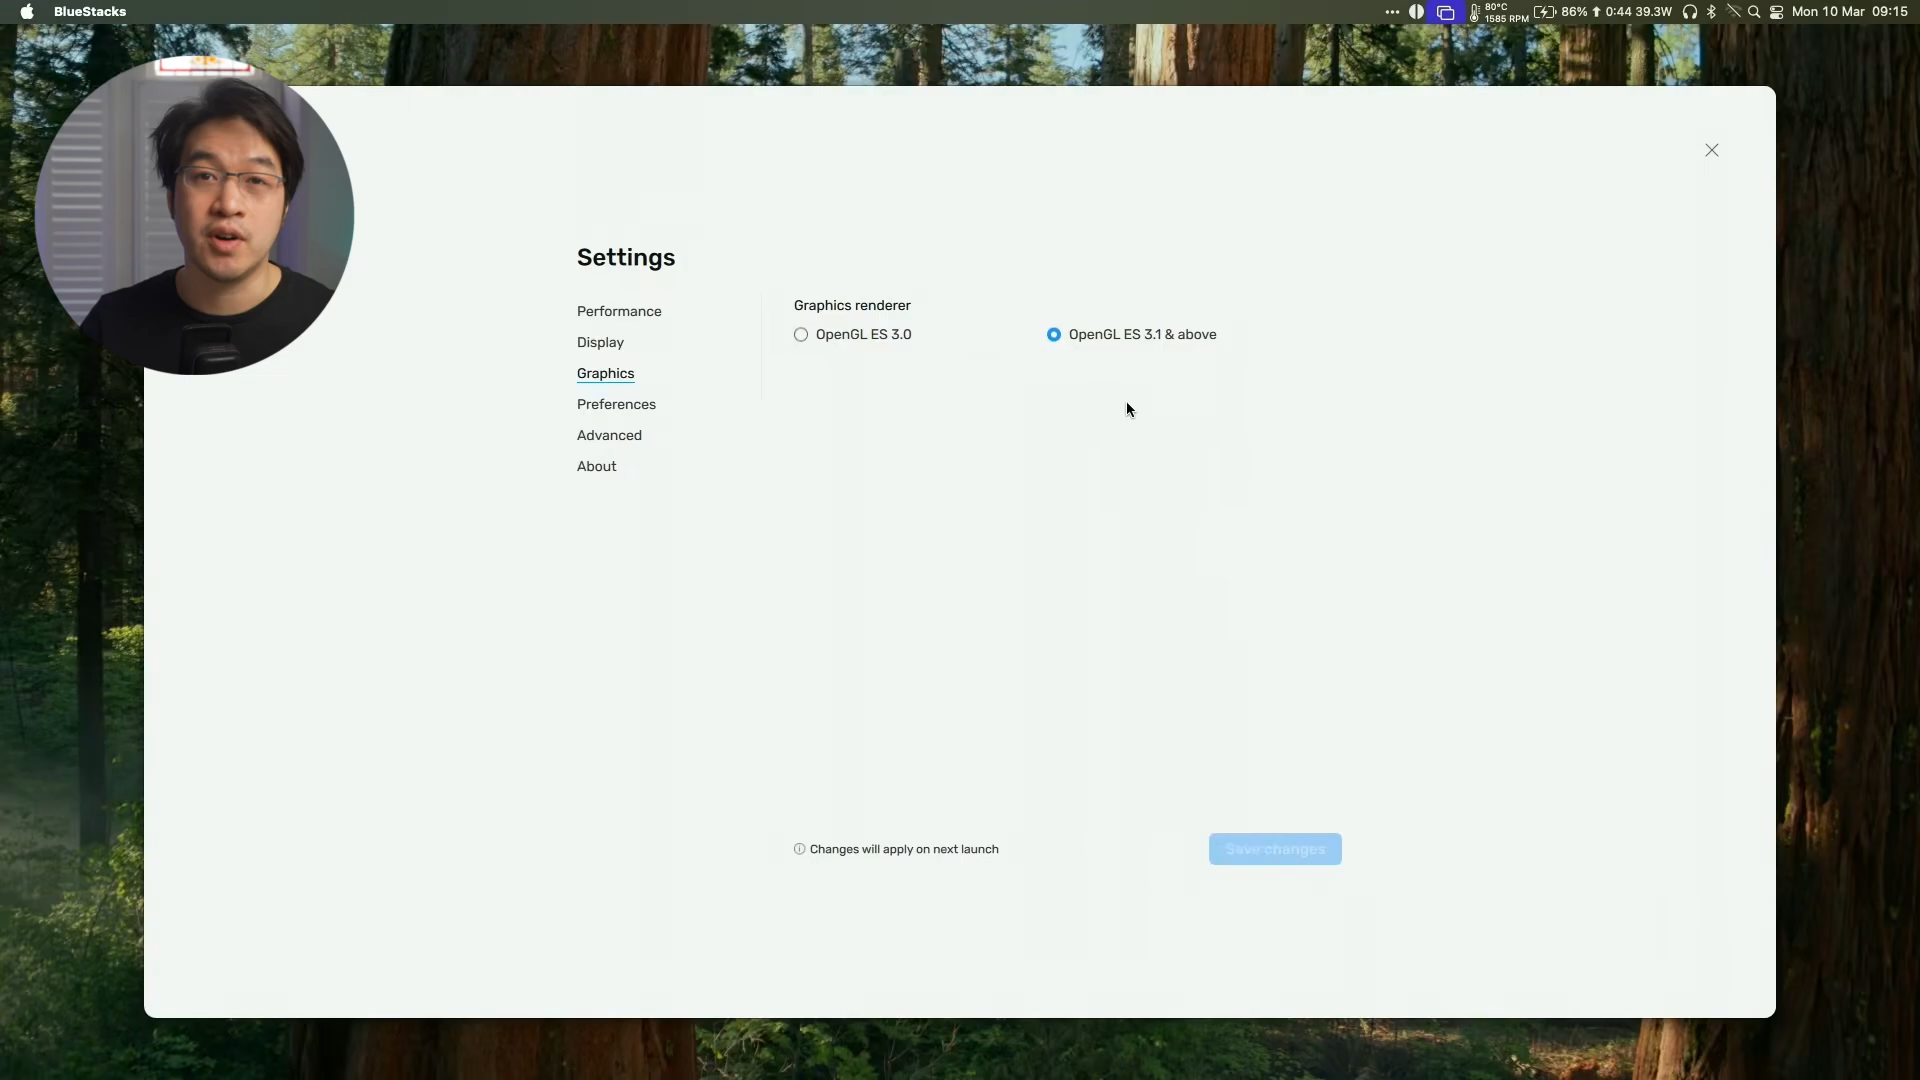 BlueStacks
80°C
1585 RPM
86%
0:44 39.3W
Mon 10 Mar 09:15
Settings
Performance
Display
Graphics
Preferences
Advanced
About
Graphics renderer
OpenGL ES 3.0
OpenGL ES 3.1 & above
Changes will apply on next launch
Save changes